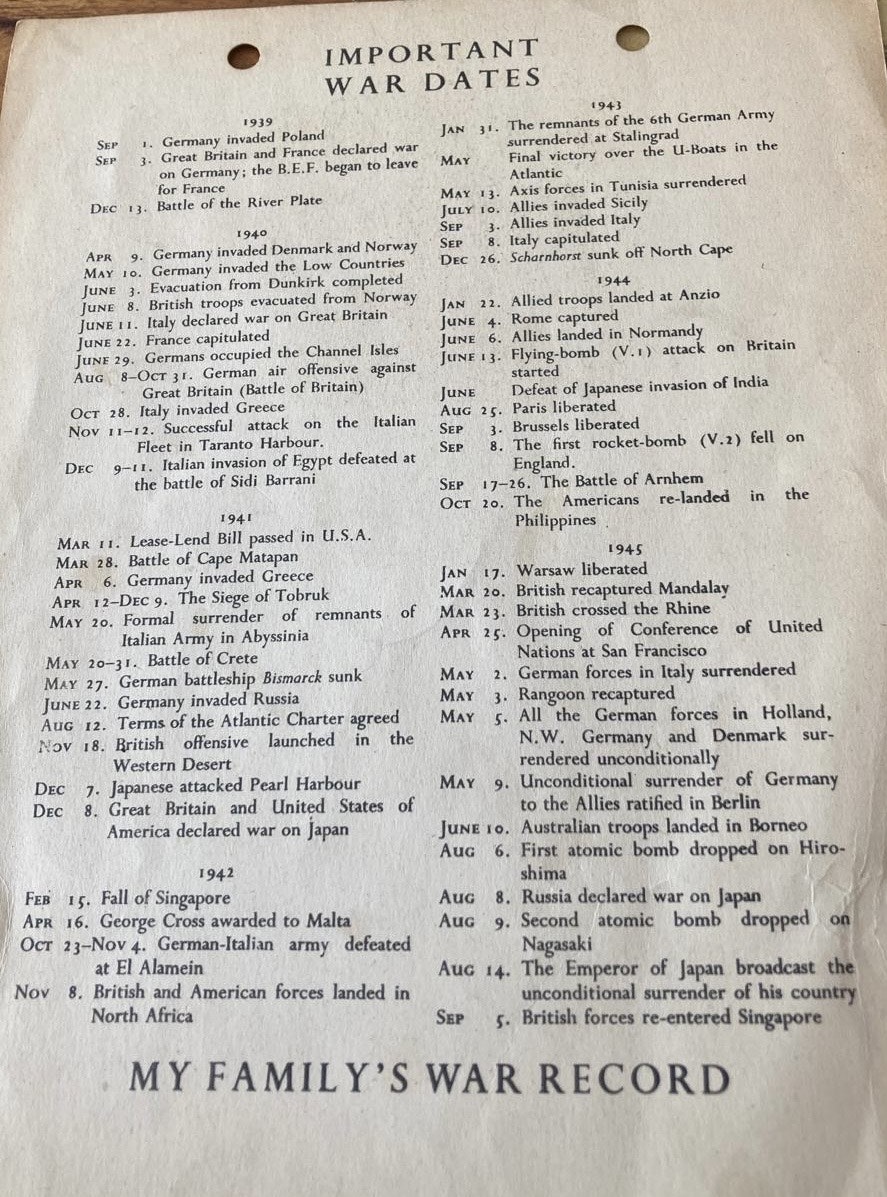 IMPORTANT
WAR DATES
1939
SEP 1. Germany invaded Poland
SEP 3. Great Britain and France declared war
on Germany; the B.E.F. began to leave
for France
DEC 13. Battle of the River Plate
1940
APR 9. Germany invaded Denmark and Norway
MAY 10. Germany invaded the Low Countries
JUNE 3. Evacuation from Dunkirk completed
JUNE 8. British troops evacuated from Norway
JUNE 11. Italy declared war on Great Britain
JUNE 22. France capitulated
JUNE 29. Germans occupied the Channel Isles
AUG 8–OCT 31. German air offensive against
Great Britain (Battle of Britain)
OCT 28. Italy invaded Greece
NOV 11–12. Successful attack on the Italian
Fleet in Taranto Harbour.
DEC 9–11. Italian invasion of Egypt defeated at
the battle of Sidi Barrani
1941
MAR 11. Lease-Lend Bill passed in U.S.A.
MAR 28. Battle of Cape Matapan
APR 6. Germany invaded Greece
APR 12–DEC 9. The Siege of Tobruk
MAY 20. Formal surrender of remnants of
Italian Army in Abyssinia
MAY 20–31. Battle of Crete
MAY 27. German battleship Bismarck sunk
JUNE 22. Germany invaded Russia
AUG 12. Terms of the Atlantic Charter agreed
NOV 18. British offensive launched in the
Western Desert
DEC 7. Japanese attacked Pearl Harbour
DEC 8. Great Britain and United States of
America declared war on Japan
1942
FEB 15. Fall of Singapore
APR 16. George Cross awarded to Malta
OCT 23–NOV 4. German-Italian army defeated
at El Alamein
NOV 8. British and American forces landed in
North Africa
1943
JAN 31. The remnants of the 6th German Army
surrendered at Stalingrad
MAY Final victory over the U-Boats in the
Atlantic
MAY 13. Axis forces in Tunisia surrendered
JULY 10. Allies invaded Sicily
SEP 3. Allies invaded Italy
SEP 8. Italy capitulated
DEC 26. Scharnhorst sunk off North Cape
1944
JAN 22. Allied troops landed at Anzio
JUNE 4. Rome captured
JUNE 6. Allies landed in Normandy
JUNE 13. Flying-bomb (V.1) attack on Britain
started
JUNE Defeat of Japanese invasion of India
AUG 25. Paris liberated
SEP 3. Brussels liberated
SEP 8. The first rocket-bomb (V.2) fell on
England.
SEP 17–26. The Battle of Arnhem
OCT 20. The Americans re-landed in the
Philippines
1945
JAN 17. Warsaw liberated
MAR 20. British recaptured Mandalay
MAR 23. British crossed the Rhine
APR 25. Opening of Conference of United
Nations at San Francisco
MAY 2. German forces in Italy surrendered
MAY 3. Rangoon recaptured
MAY 5. All the German forces in Holland,
N.W. Germany and Denmark sur-
rendered unconditionally
MAY 9. Unconditional surrender of Germany
to the Allies ratified in Berlin
JUNE 10. Australian troops landed in Borneo
AUG 6. First atomic bomb dropped on Hiro-
shima
AUG 8. Russia declared war on Japan
AUG 9. Second atomic bomb dropped on
Nagasaki
AUG 14. The Emperor of Japan broadcast the
unconditional surrender of his country
SEP 5. British forces re-entered Singapore
MY FAMILY'S WAR RECORD